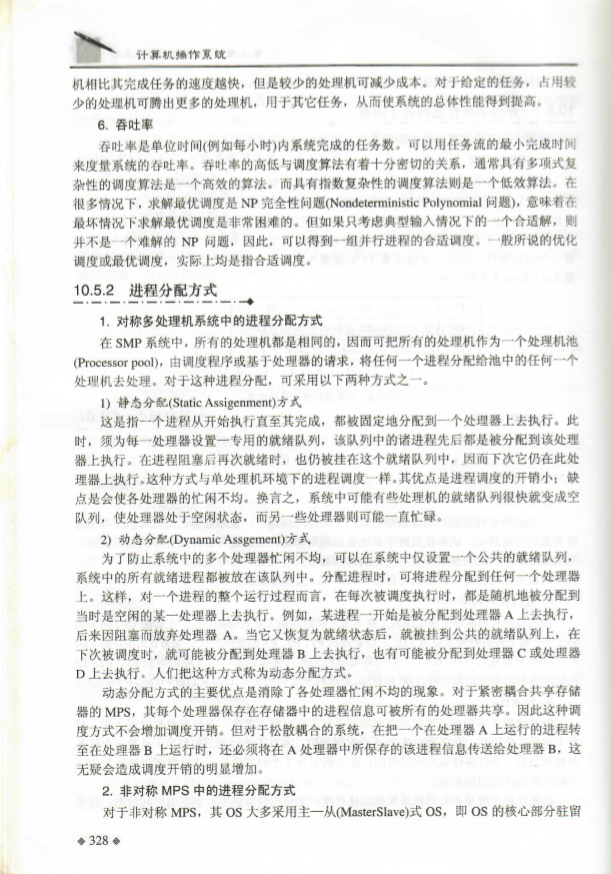 计算机操作系统
机相比其完成任务的速度越快，但是较少的处理机可减少成本。对于给定的任务，占用较
少的处理机可腾出更多的处理机，用于其它任务，从而使系统的总体性能得到提高。
6. 吞吐率
吞吐率是单位时间(例如每小时)内系统完成的任务数。可以用任务流的最小完成时间
来度量系统的吞吐率。吞吐率的高低与调度算法有着十分密切的关系，通常具有多项式复
杂性的调度算法是一个高效的算法。而具有指数复杂性的调度算法则是一个低效算法。在
很多情况下，求解最优调度是 NP 完全性问题(Nondeterministic Polynomial 问题)，意味着在
最坏情况下求解最优调度是非常困难的。但如果只考虑典型输入情况下的一个合适解，则
并不是一个难解的 NP 问题，因此，可以得到一组并行进程的合适调度。一般所说的优化
调度或最优调度，实际上均是指合适调度。
10.5.2 进程分配方式
1. 对称多处理机系统中的进程分配方式
在 SMP 系统中，所有的处理机都是相同的，因而可把所有的处理机作为一个处理机池
(Processor pool)，由调度程序或基于处理器的请求，将任何一个进程分配给池中的任何一个
处理机去处理。对于这种进程分配，可采用以下两种方式之一。
1) 静态分配(Static Assigenment)方式
这是指一个进程从开始执行直至其完成，都被固定地分配到一个处理器上去执行。此
时，须为每一处理器设置一专用的就绪队列，该队列中的诸进程先后都是被分配到该处理
器上执行。在进程阻塞后再次就绪时，也仍被挂在这个就绪队列中，因而下次它仍在此处
理器上执行。这种方式与单处理机环境下的进程调度一样。其优点是进程调度的开销小；缺
点是会使各处理器的忙闲不均。换言之，系统中可能有些处理机的就绪队列很快就变成空
队列，使处理器处于空闲状态，而另一些处理器则可能一直忙碌。
2) 动态分配(Dynamic Assgement)方式
为了防止系统中的多个处理器忙闲不均，可以在系统中仅设置一个公共的就绪队列，
系统中的所有就绪进程都被放在该队列中。分配进程时，可将进程分配到任何一个处理器
上。这样，对一个进程的整个运行过程而言，在每次被调度执行时，都是随机地被分配到
当时是空闲的某一处理器上去执行。例如，某进程一开始是被分配到处理器 A 上去执行，
后来因阻塞而放弃处理器 A。当它又恢复为就绪状态后，就被挂到公共的就绪队列上，在
下次被调度时，就可能被分配到处理器 B 上去执行，也有可能被分配到处理器 C 或处理器
D 上去执行。人们把这种方式称为动态分配方式。
动态分配方式的主要优点是消除了各处理器忙闲不均的现象。对于紧密耦合共享存储
器的 MPS，其每个处理器保存在存储器中的进程信息可被所有的处理器共享。因此这种调
度方式不会增加调度开销。但对于松散耦合的系统，在把一个在处理器 A 上运行的进程转
至在处理器 B 上运行时，还必须将在 A 处理器中所保存的该进程信息传送给处理器 B，这
无疑会造成调度开销的明显增加。
2. 非对称 MPS 中的进程分配方式
对于非对称 MPS，其 OS 大多采用主—从(MasterSlave)式 OS，即 OS 的核心部分驻留
328